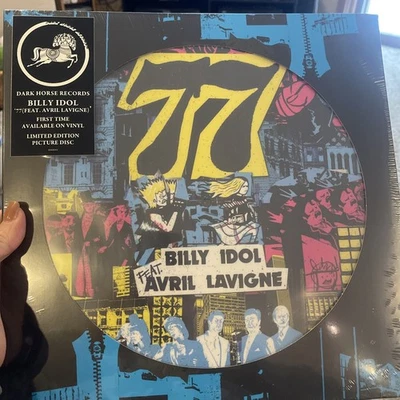 DARK HORSE RECORDS
BILLY IDOL
'77(FEAT. AVRIL LAVIGNE)'
FIRST TIME
AVAILABLE ON VINYL
LIMITED EDITION
PICTURE DISC
77
BILLY IDOL
FEAT.
AVRIL LAVIGNE